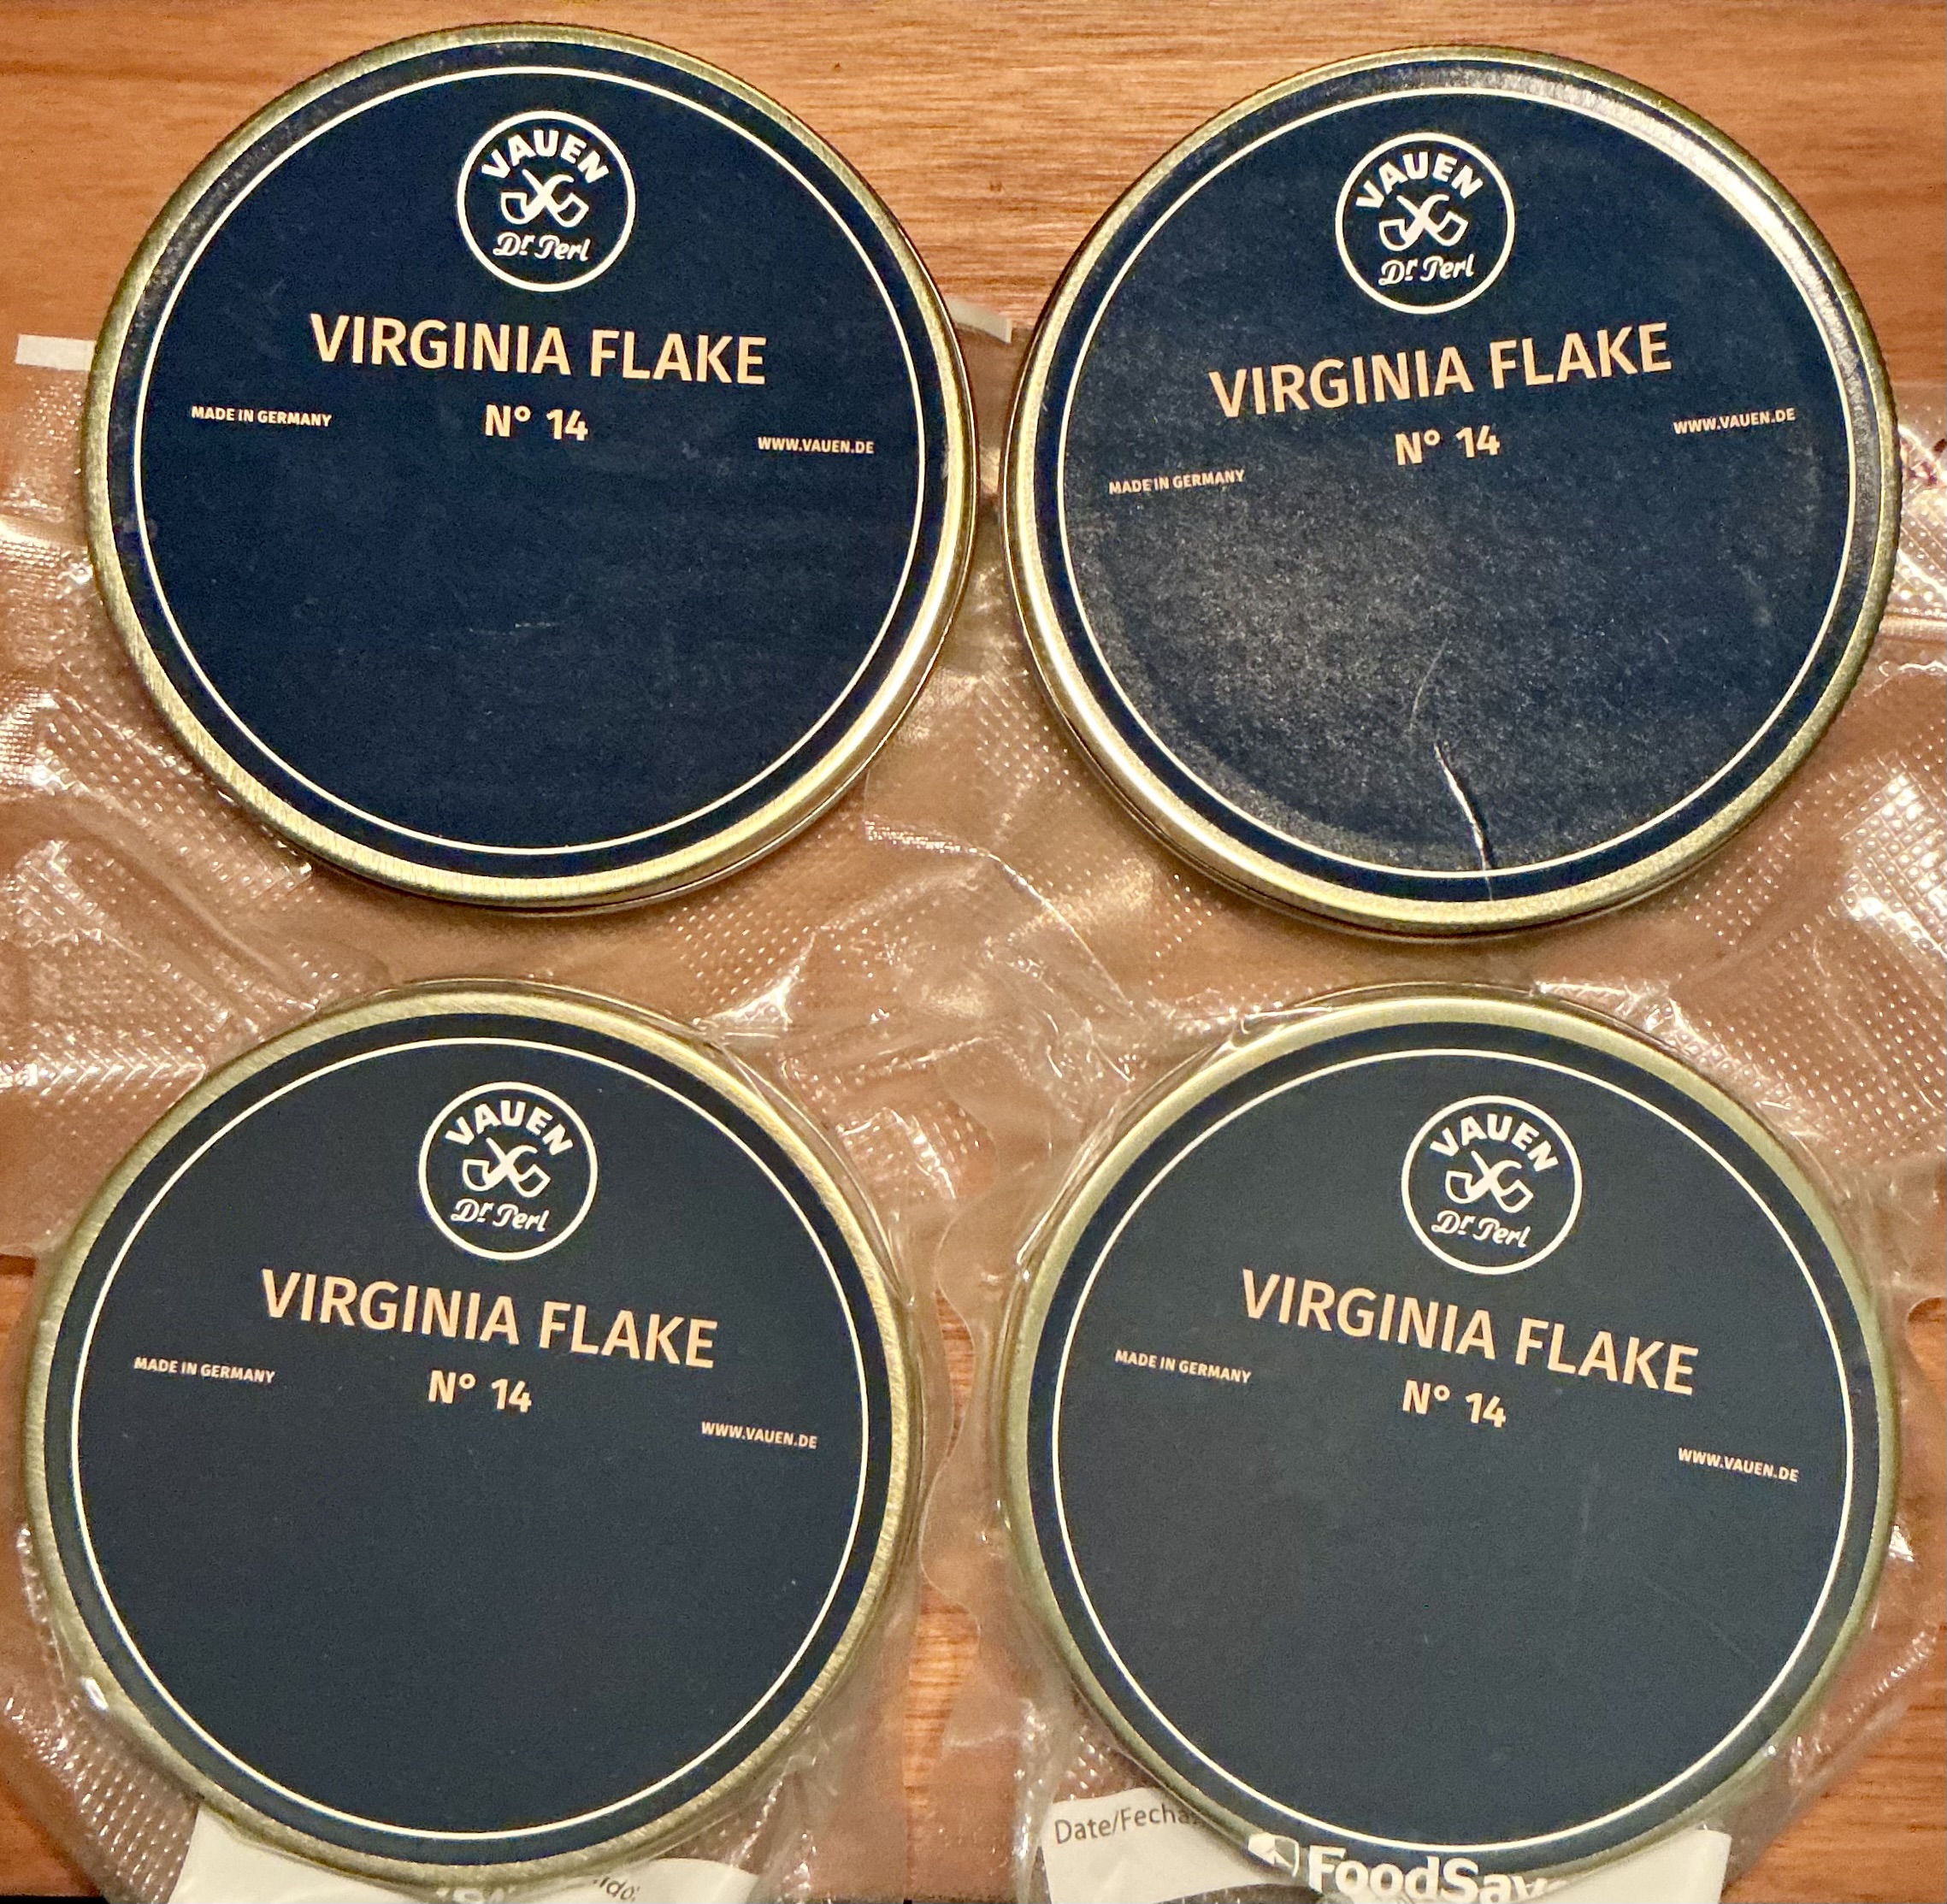 VAUEN
Dr Perl
VIRGINIA FLAKE
N° 14
MADE IN GERMANY
WWW.VAUEN.DE
VAUEN
Dr Perl
VIRGINIA FLAKE
N° 14
MADE IN GERMANY
WWW.VAUEN.DE
VAUEN
Dr Perl
VIRGINIA FLAKE
N° 14
MADE IN GERMANY
WWW.VAUEN.DE
VAUEN
Dr Perl
VIRGINIA FLAKE
N° 14
MADE IN GERMANY
WWW.VAUEN.DE
Date/Fecha:
FoodSav